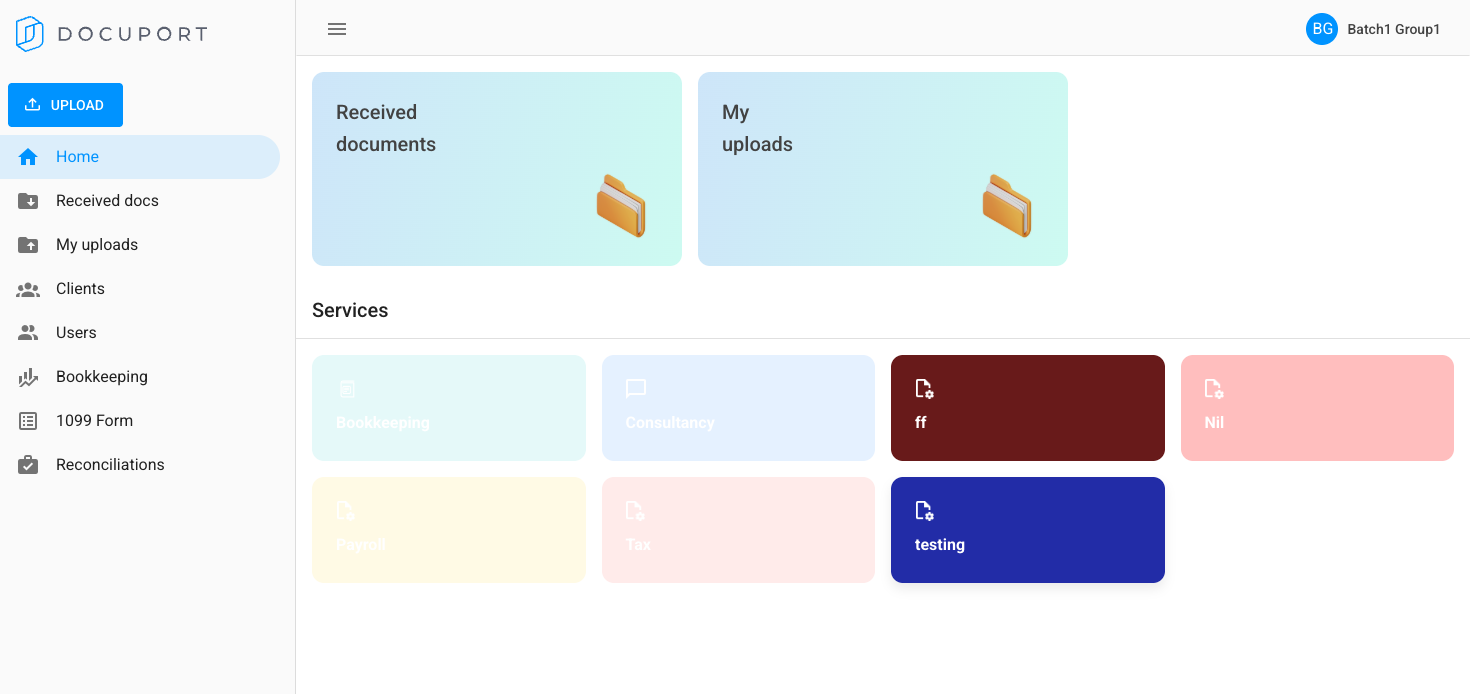 DOCUPORT
BG Batch1 Group1
UPLOAD
Home
Received docs
My uploads
Clients
Users
Bookkeeping
1099 Form
Reconciliations
Received
documents
My
uploads
Services
Bookkeeping
Consultancy
ff
Nil
Payroll
Tax
testing